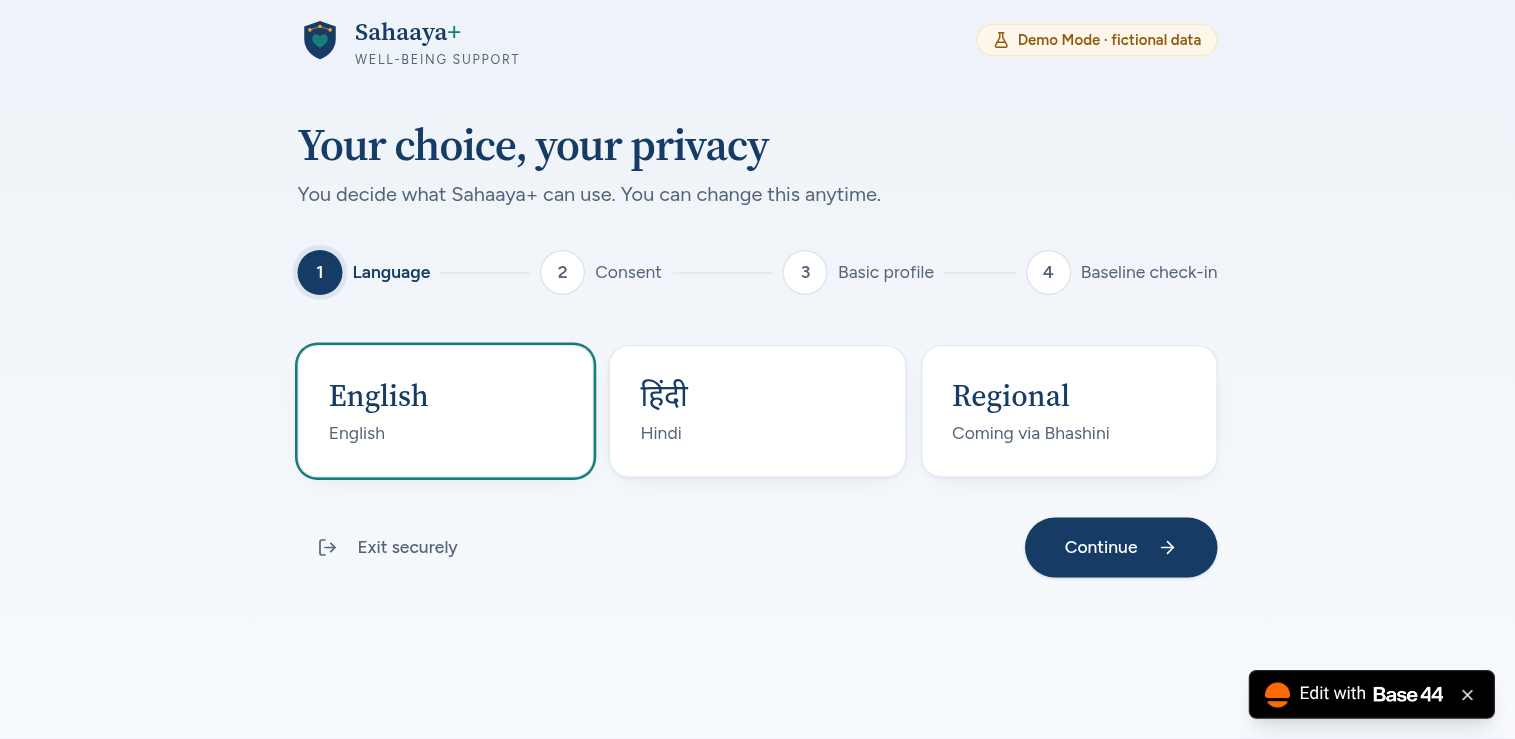 Sahaaya+
WELL-BEING SUPPORT
Demo Mode · fictional data
Your choice, your privacy
You decide what Sahaaya+ can use. You can change this anytime.
1 Language
2 Consent
3 Basic profile
4 Baseline check-in
English
English
हिंदी
Hindi
Regional
Coming via Bhashini
Exit securely
Continue
Edit with Base44